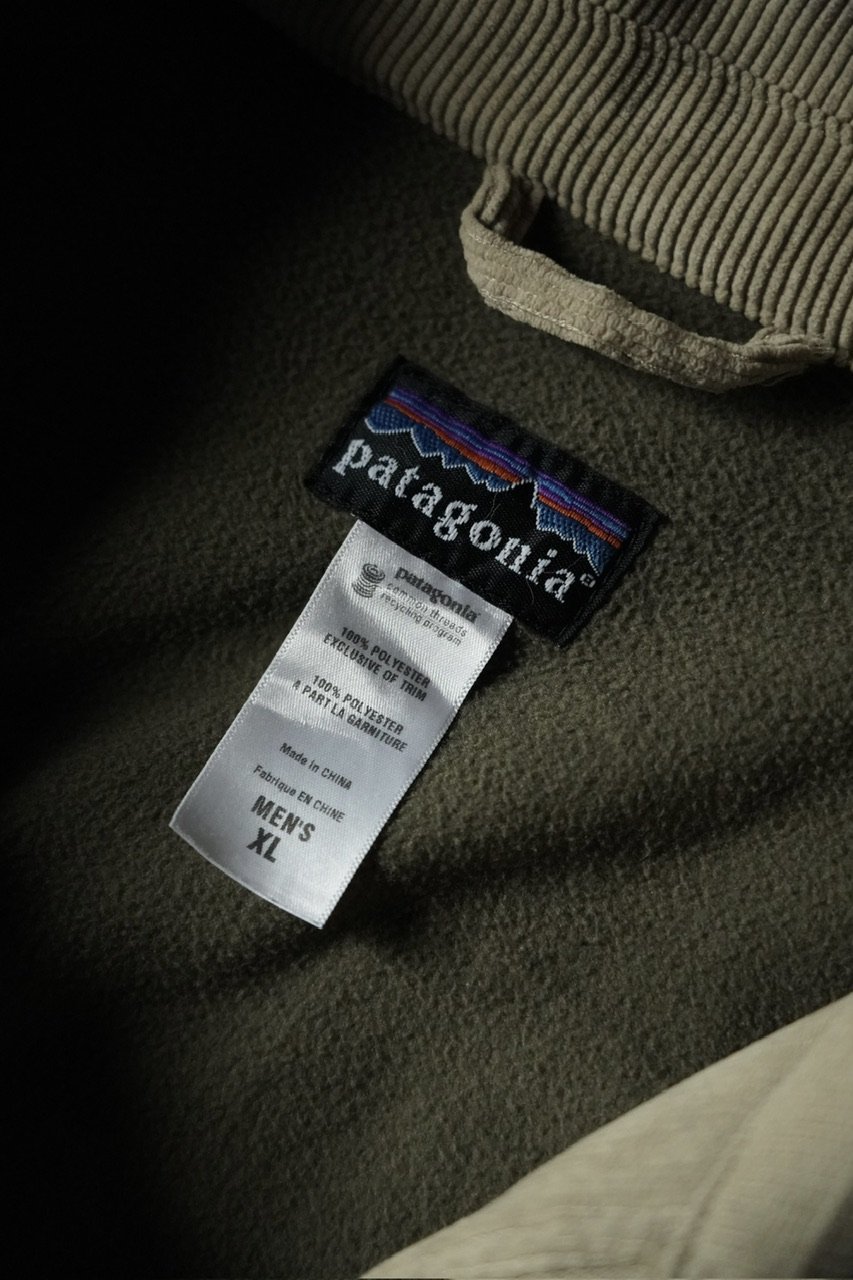 patagonia®
patagonia
common threads
recycling program
100% POLYESTER
EXCLUSIVE OF TRIM
100% POLYESTER
A PART LA GARNITURE
Made in CHINA
Fabrique EN CHINE
MEN'S
XL